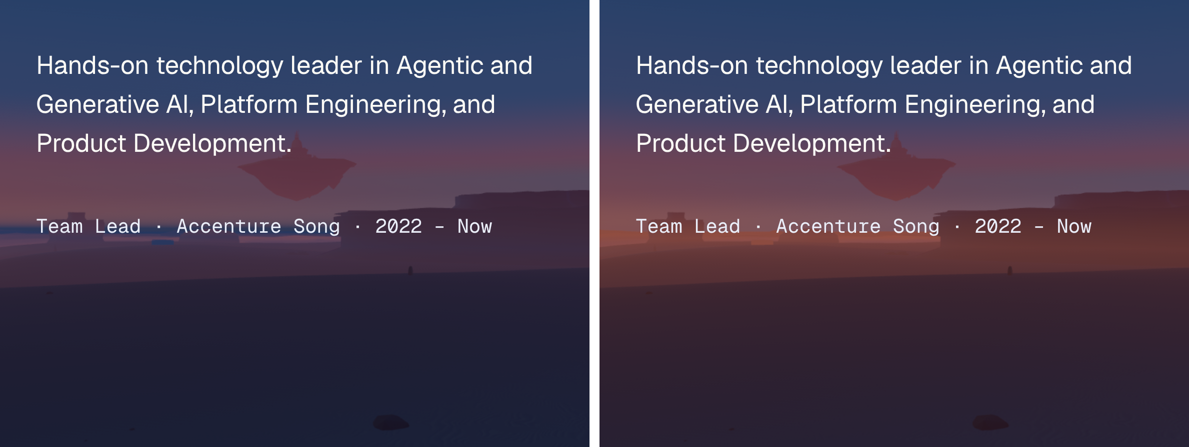 Hands-on technology leader in Agentic and
Generative AI, Platform Engineering, and
Product Development.
Team Lead · Accenture Song · 2022 – Now
Hands-on technology leader in Agentic and
Generative AI, Platform Engineering, and
Product Development.
Team Lead · Accenture Song · 2022 – Now